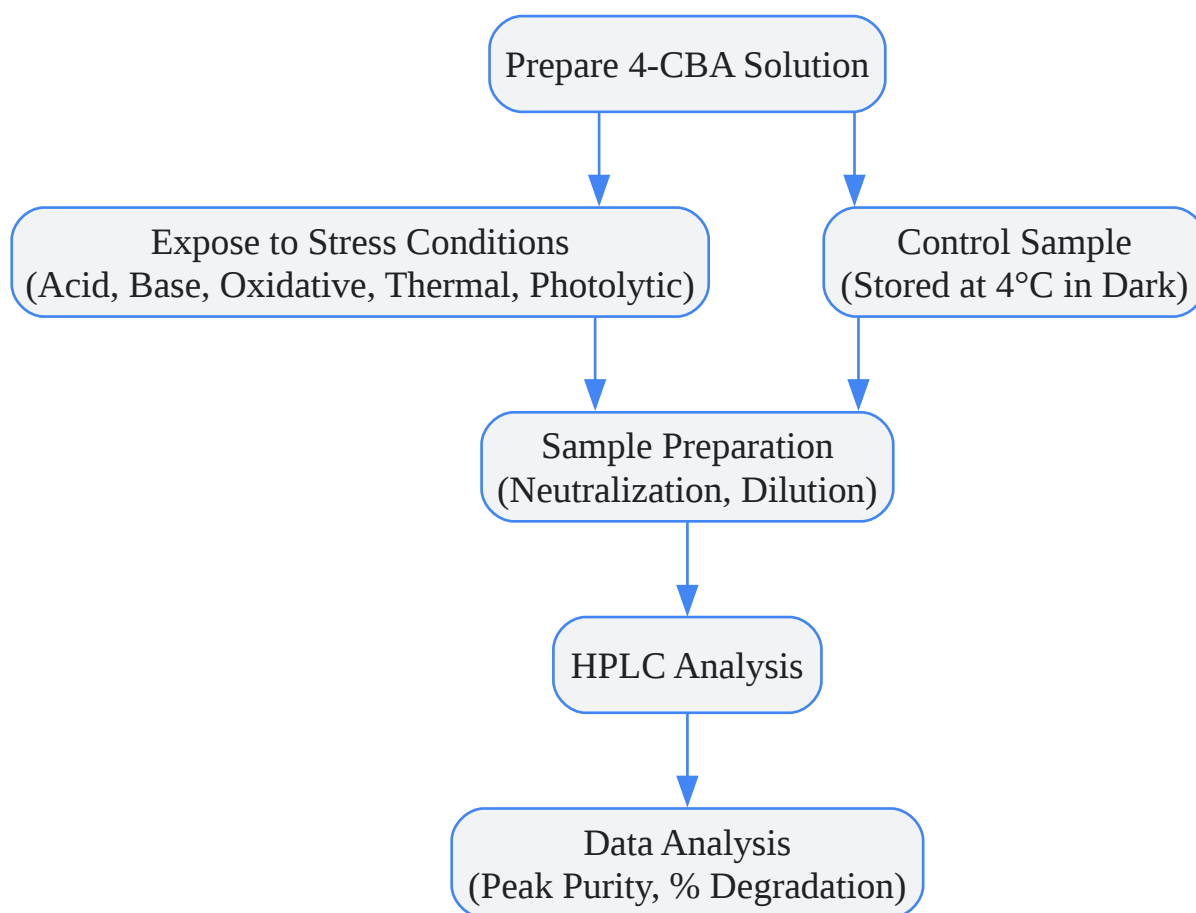 Prepare 4-CBA Solution
Expose to Stress Conditions
(Acid, Base, Oxidative, Thermal, Photolytic)
Control Sample
(Stored at 4°C in Dark)
Sample Preparation
(Neutralization, Dilution)
HPLC Analysis
Data Analysis
(Peak Purity, % Degradation)